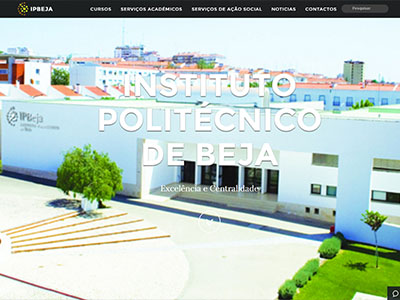 IPBEJA
CURSOS SERVIÇOS ACADÉMICOS SERVIÇOS DE AÇÃO SOCIAL NOTICIAS CONTACTOS Pesquisar
INSTITUTO
POLITÉCNICO
DE BEJA
Excelência e Centralidade
IPBeja